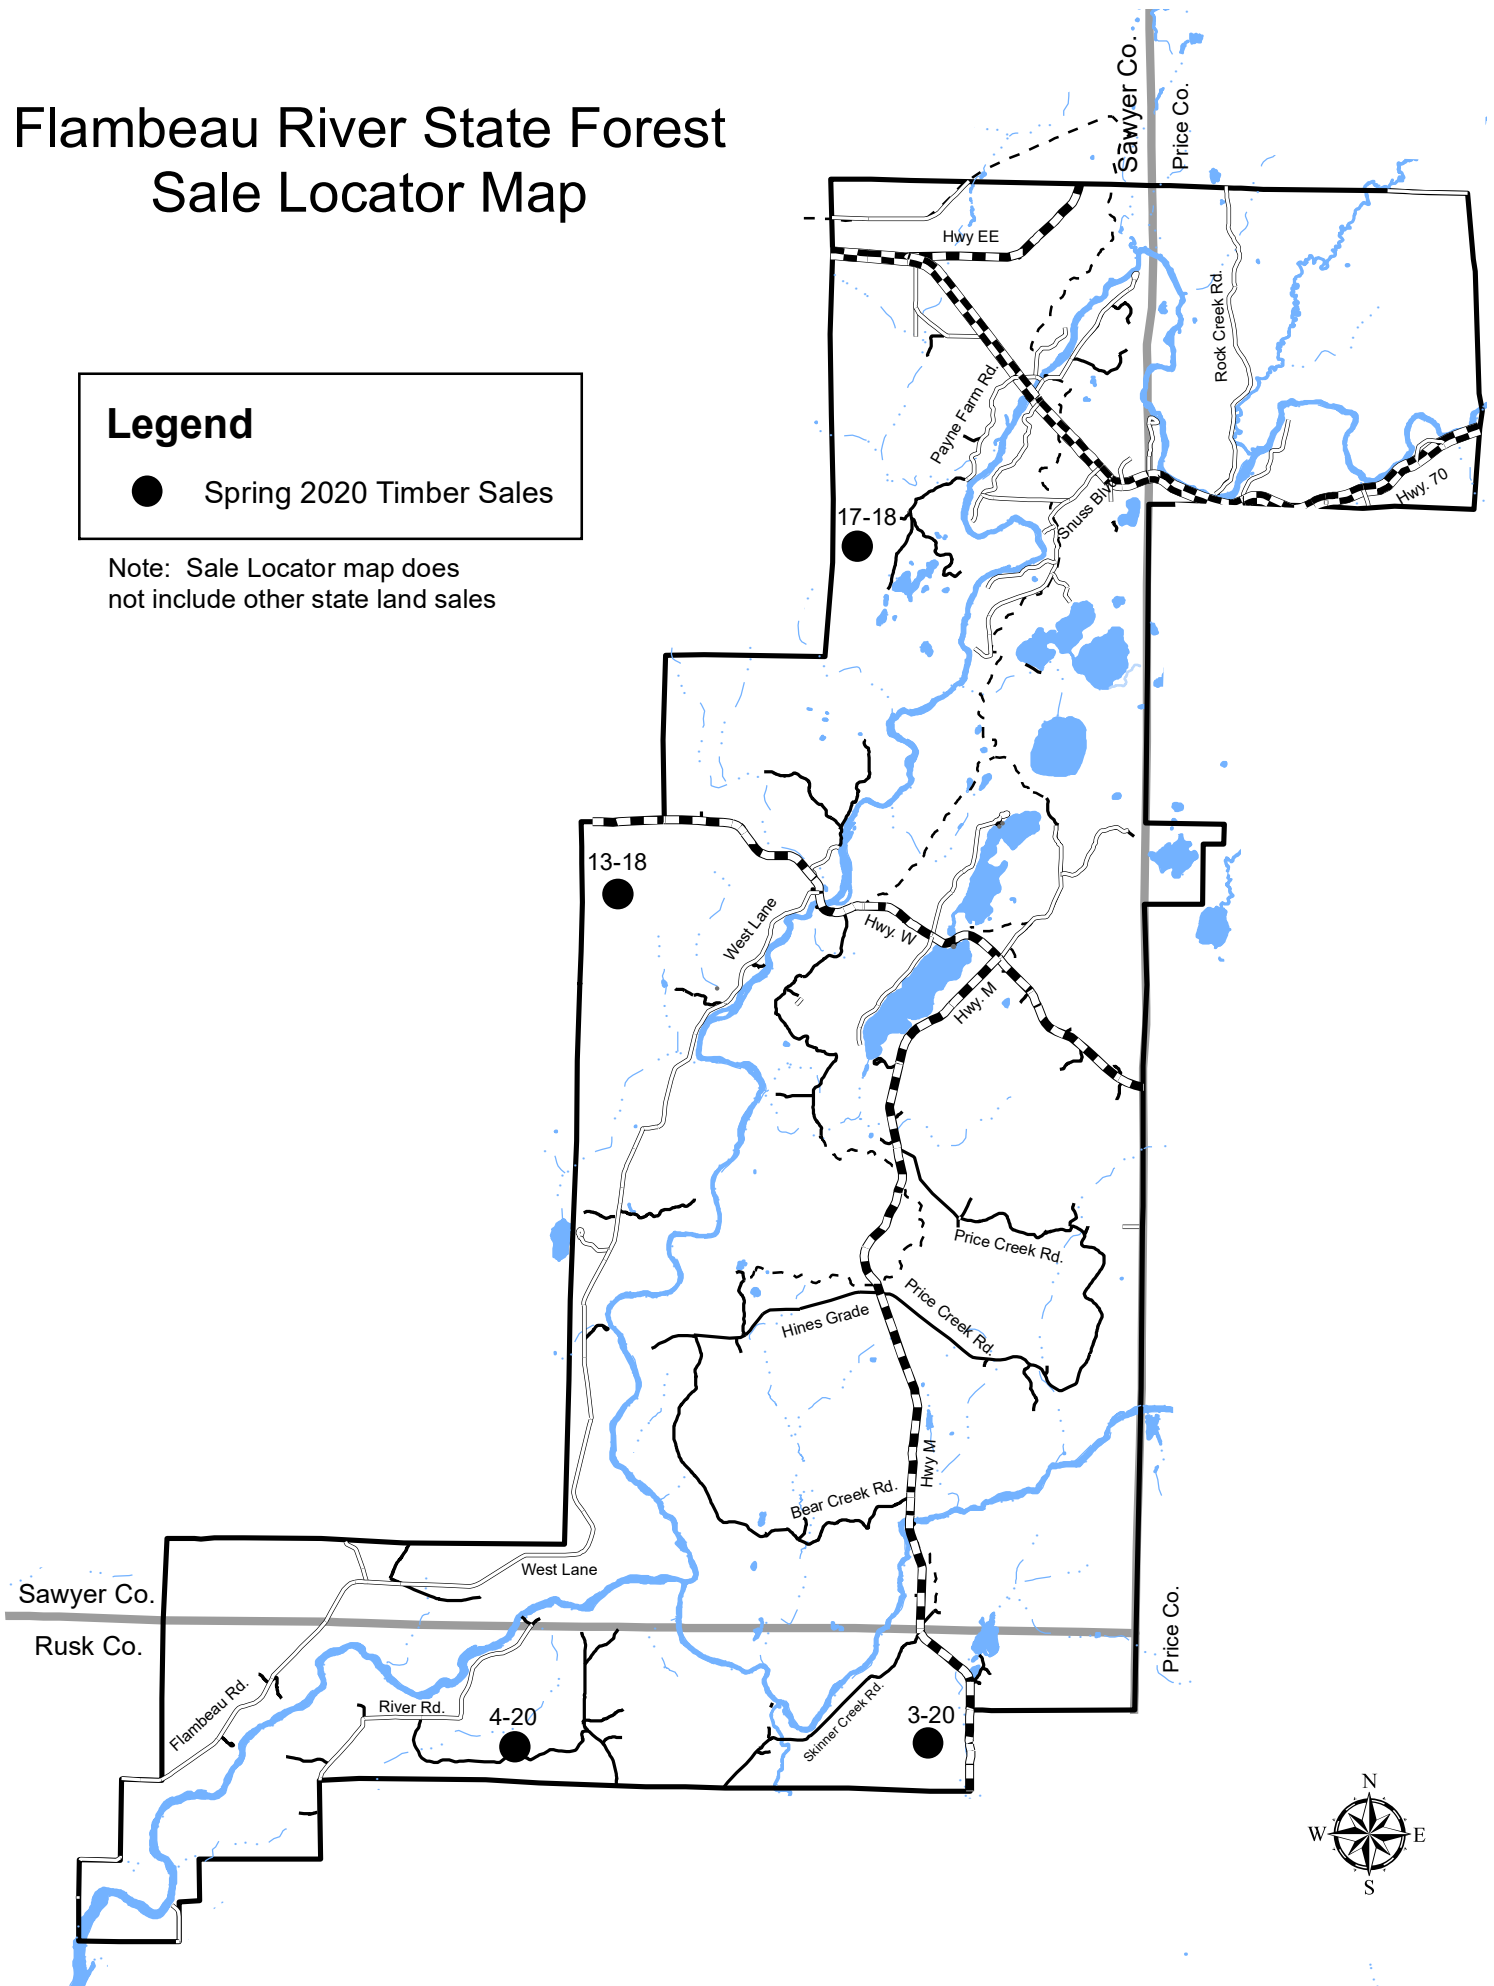 Flambeau River State Forest
Sale Locator Map
Sawyer Co.
Price Co.
Hwy EE
Rock Creek Rd.
Payne Farm Rd.
Legend
Spring 2020 Timber Sales
Note: Sale Locator map does
not include other state land sales
Hwy. 70
Snuss Blvd
17-18
13-18
West Lane
Hwy. W
Hwy. M
Price Creek Rd.
Price Creek Rd.
Hines Grade
Hwy M
Bear Creek Rd.
West Lane
Sawyer Co.
Rusk Co.
Price Co.
Flambeau Rd.
River Rd.
4-20
Skinner Creek Rd.
3-20
N
W
E
S